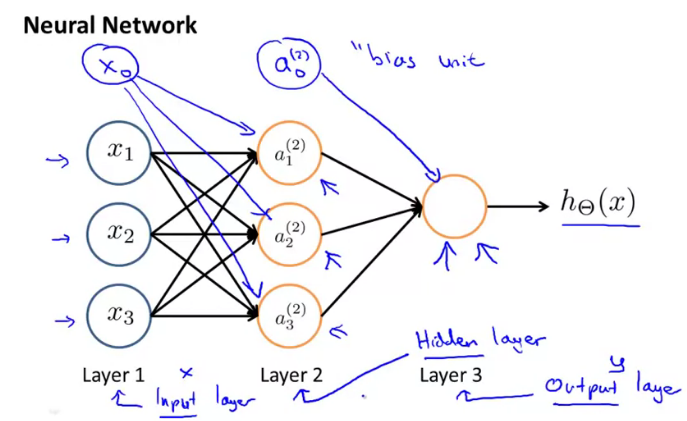 Neural Network
x₀
a₀⁽²⁾
"bias unit
x₁
a₁⁽²⁾
x₂
a₂⁽²⁾
h_Θ(x)
x₃
a₃⁽²⁾
Hidden layer
Layer 1
x
Layer 2
Layer 3
y
Input layer
Output layer